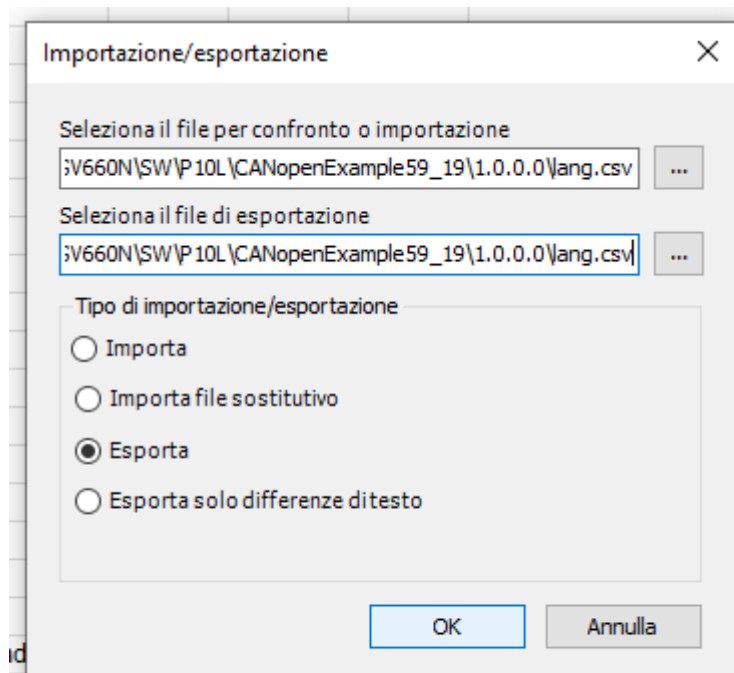 Importazione/esportazione
Seleziona il file per confronto o importazione
;V660N\SW\P10L\CANopenExample59_19\1.0.0.0\lang.csv
...
Seleziona il file di esportazione
;V660N\SW\P10L\CANopenExample59_19\1.0.0.0\lang.csv
...
Tipo di importazione/esportazione
Importa
Importa file sostitutivo
Esporta
Esporta solo differenze di testo
OK
Annulla